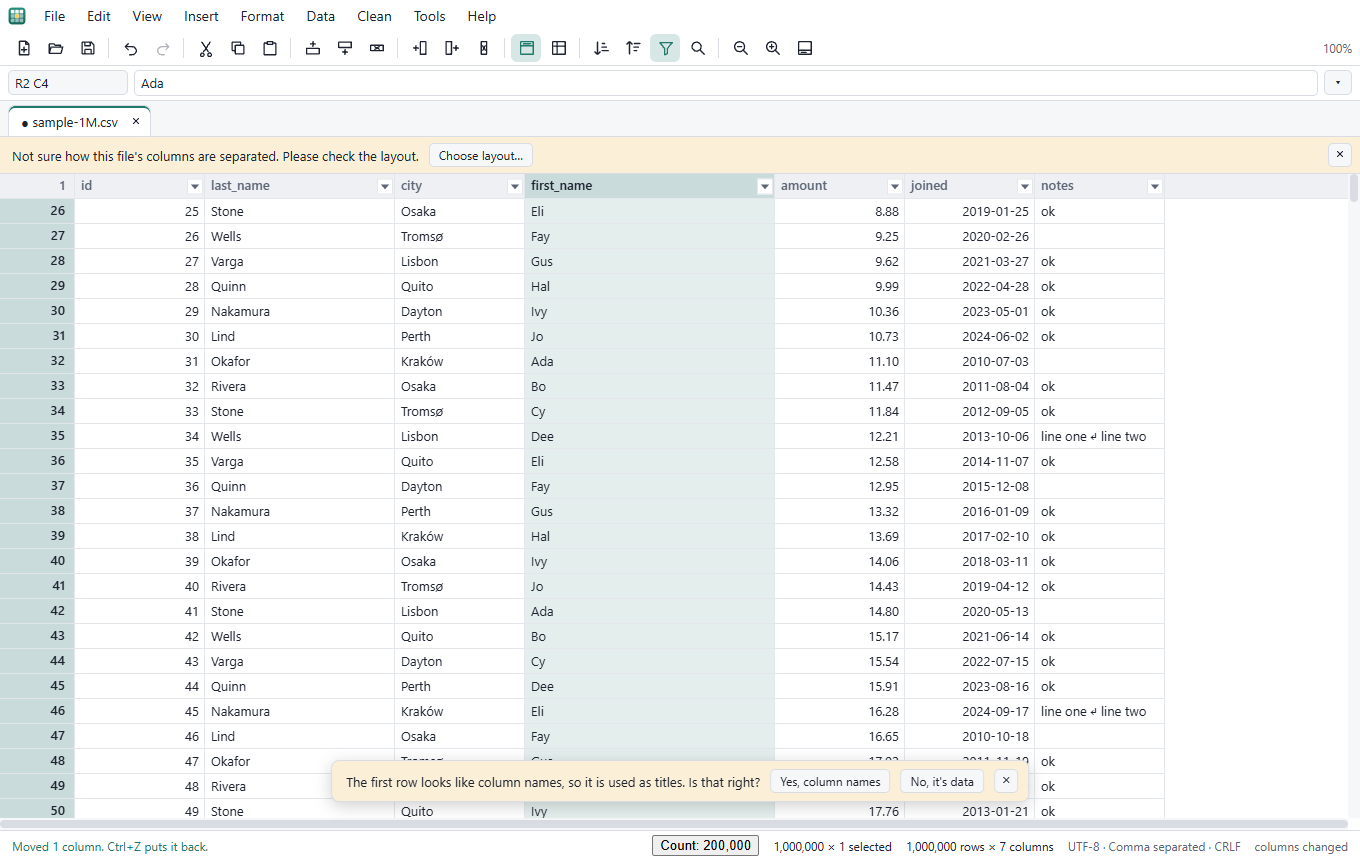 File Edit View Insert Format Data Clean Tools Help
100%
R2 C4 Ada
● sample-1M.csv ×
Not sure how this file's columns are separated. Please check the layout. Choose layout... ×
1 id last_name city first_name amount joined notes
26 25 Stone Osaka Eli 8.88 2019-01-25 ok
27 26 Wells Tromsø Fay 9.25 2020-02-26
28 27 Varga Lisbon Gus 9.62 2021-03-27 ok
29 28 Quinn Quito Hal 9.99 2022-04-28 ok
30 29 Nakamura Dayton Ivy 10.36 2023-05-01 ok
31 30 Lind Perth Jo 10.73 2024-06-02 ok
32 31 Okafor Kraków Ada 11.10 2010-07-03
33 32 Rivera Osaka Bo 11.47 2011-08-04 ok
34 33 Stone Tromsø Cy 11.84 2012-09-05 ok
35 34 Wells Lisbon Dee 12.21 2013-10-06 line one ↲ line two
36 35 Varga Quito Eli 12.58 2014-11-07 ok
37 36 Quinn Dayton Fay 12.95 2015-12-08
38 37 Nakamura Perth Gus 13.32 2016-01-09 ok
39 38 Lind Kraków Hal 13.69 2017-02-10 ok
40 39 Okafor Osaka Ivy 14.06 2018-03-11 ok
41 40 Rivera Tromsø Jo 14.43 2019-04-12 ok
42 41 Stone Lisbon Ada 14.80 2020-05-13
43 42 Wells Quito Bo 15.17 2021-06-14 ok
44 43 Varga Dayton Cy 15.54 2022-07-15 ok
45 44 Quinn Perth Dee 15.91 2023-08-16 ok
46 45 Nakamura Kraków Eli 16.28 2024-09-17 line one ↲ line two
47 46 Lind Osaka Fay 16.65 2010-10-18
48 47 Okafor ok
49 48 Rivera ok
The first row looks like column names, so it is used as titles. Is that right? Yes, column names No, it's data ×
50 49 Stone Quito Ivy 17.76 2013-01-21 ok
Moved 1 column. Ctrl+Z puts it back. Count: 200,000 1,000,000 × 1 selected 1,000,000 rows × 7 columns UTF-8 · Comma separated · CRLF columns changed